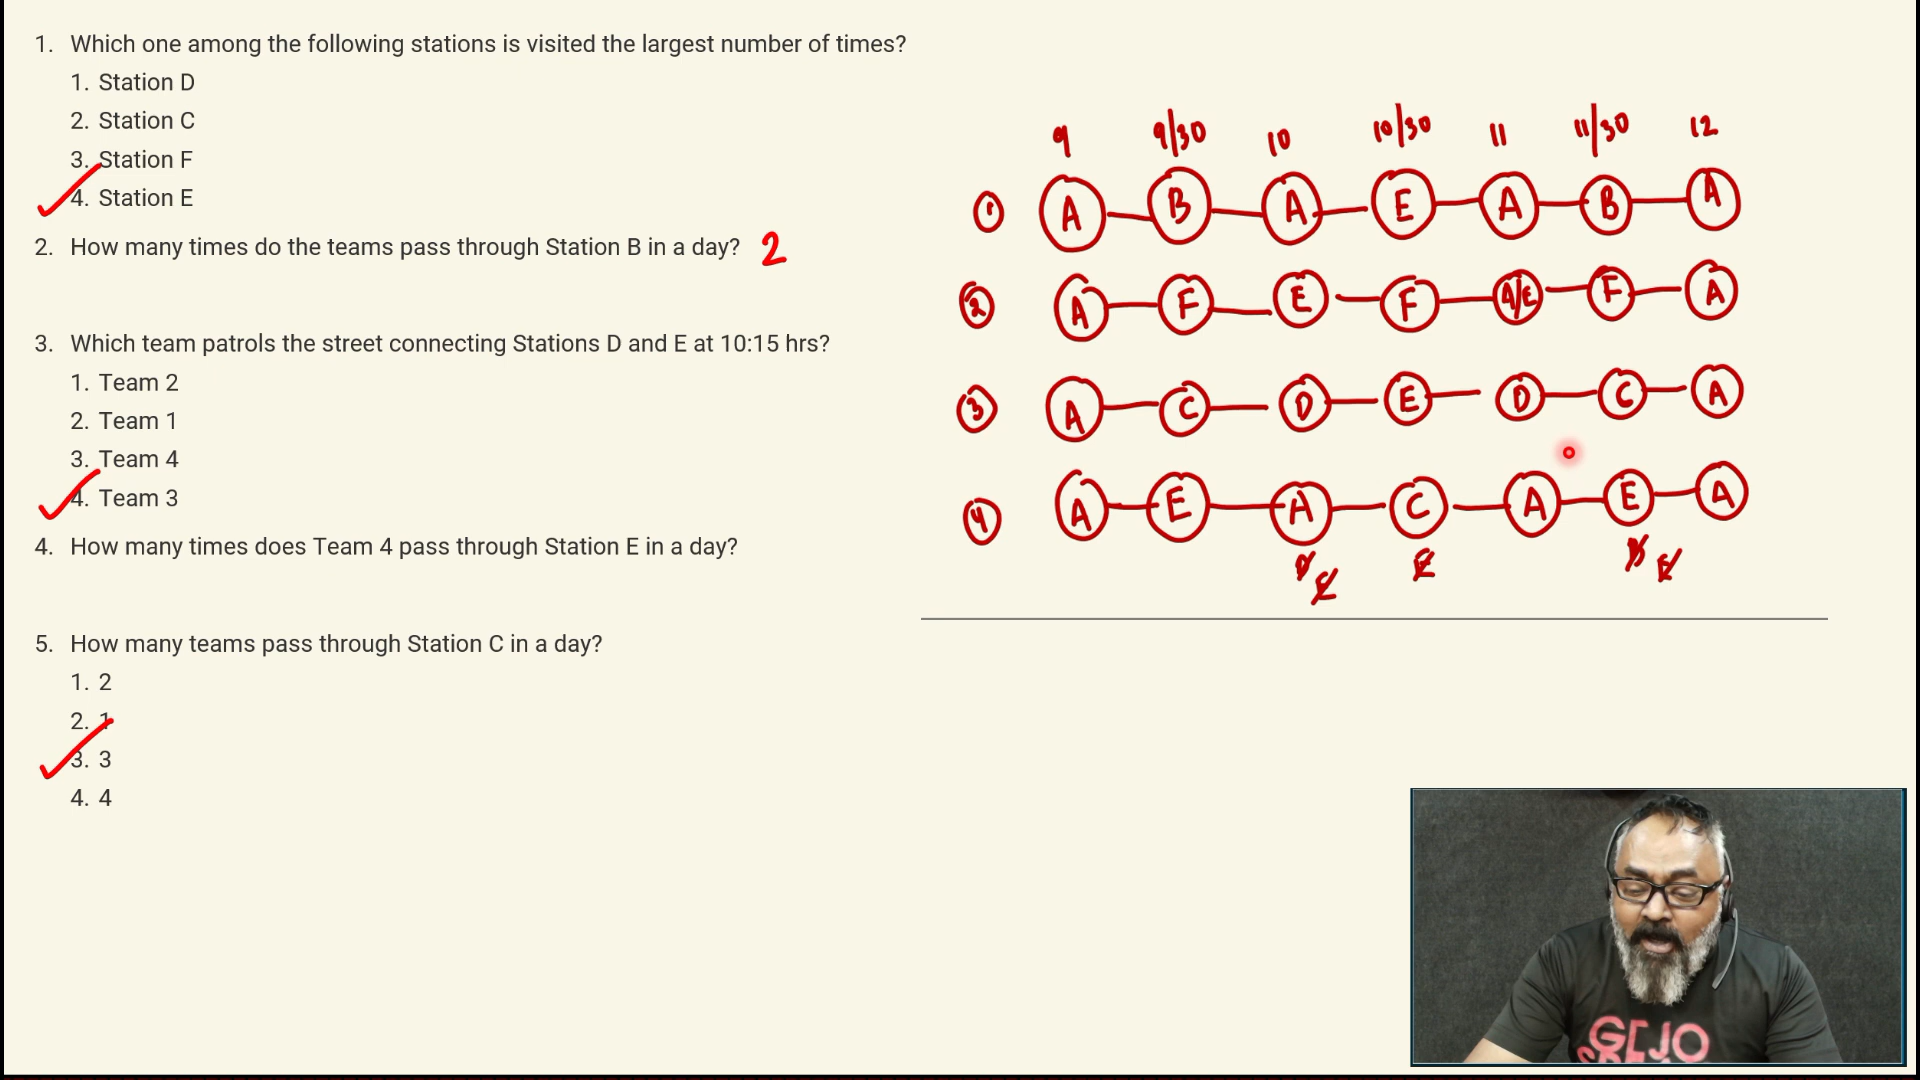 1. Which one among the following stations is visited the largest number of times?
1. Station D
2. Station C
3. Station F
4. Station E
2. How many times do the teams pass through Station B in a day? 2
3. Which team patrols the street connecting Stations D and E at 10:15 hrs?
1. Team 2
2. Team 1
3. Team 4
4. Team 3
4. How many times does Team 4 pass through Station E in a day?
5. How many teams pass through Station C in a day?
1. 2
2. 1
3. 3
4. 4
9 9/30 10 10/30 11 11/30 12
1 A B A E A B A
2 A F E F A/E F A
3 A C D E D C A
4 A E A C A E A
E
GEJO